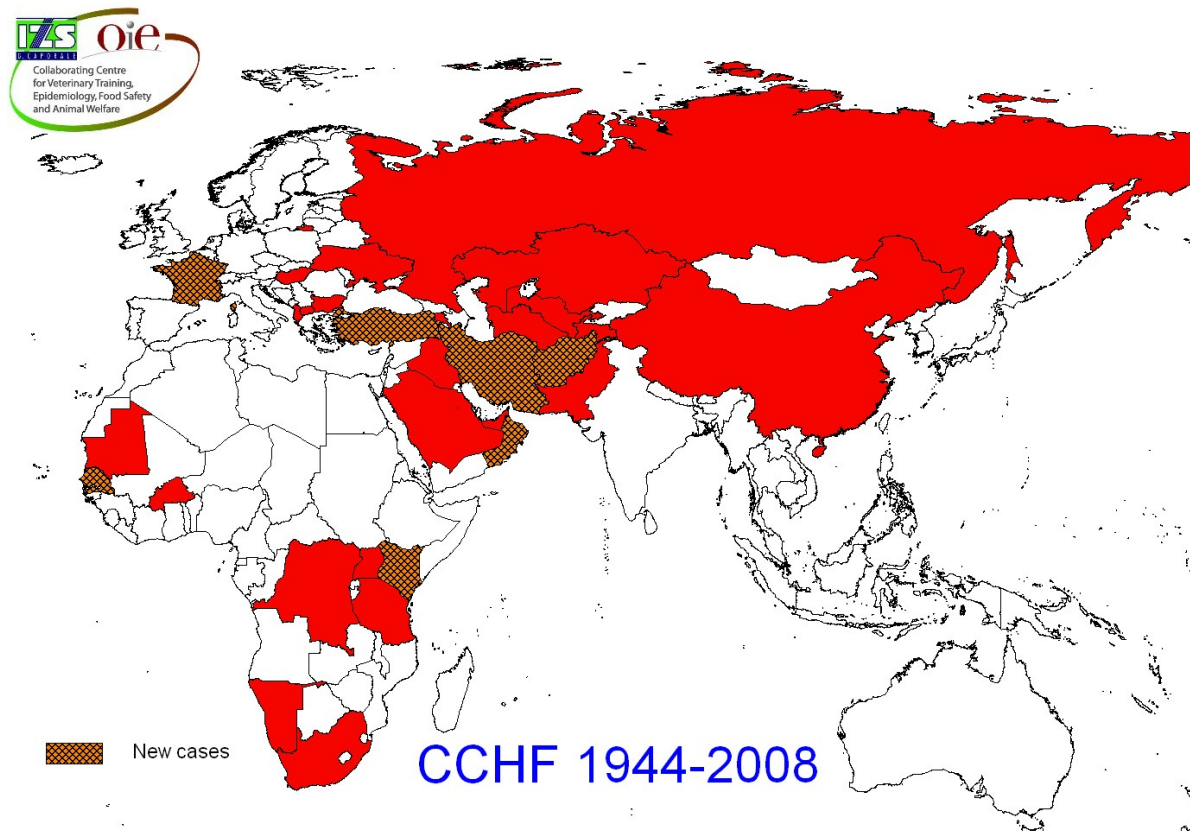 IZS
G. CAPORALE
Oie
Collaborating Centre
for Veterinary Training,
Epidemiology, Food Safety
and Animal Welfare
New cases
CCHF 1944-2008